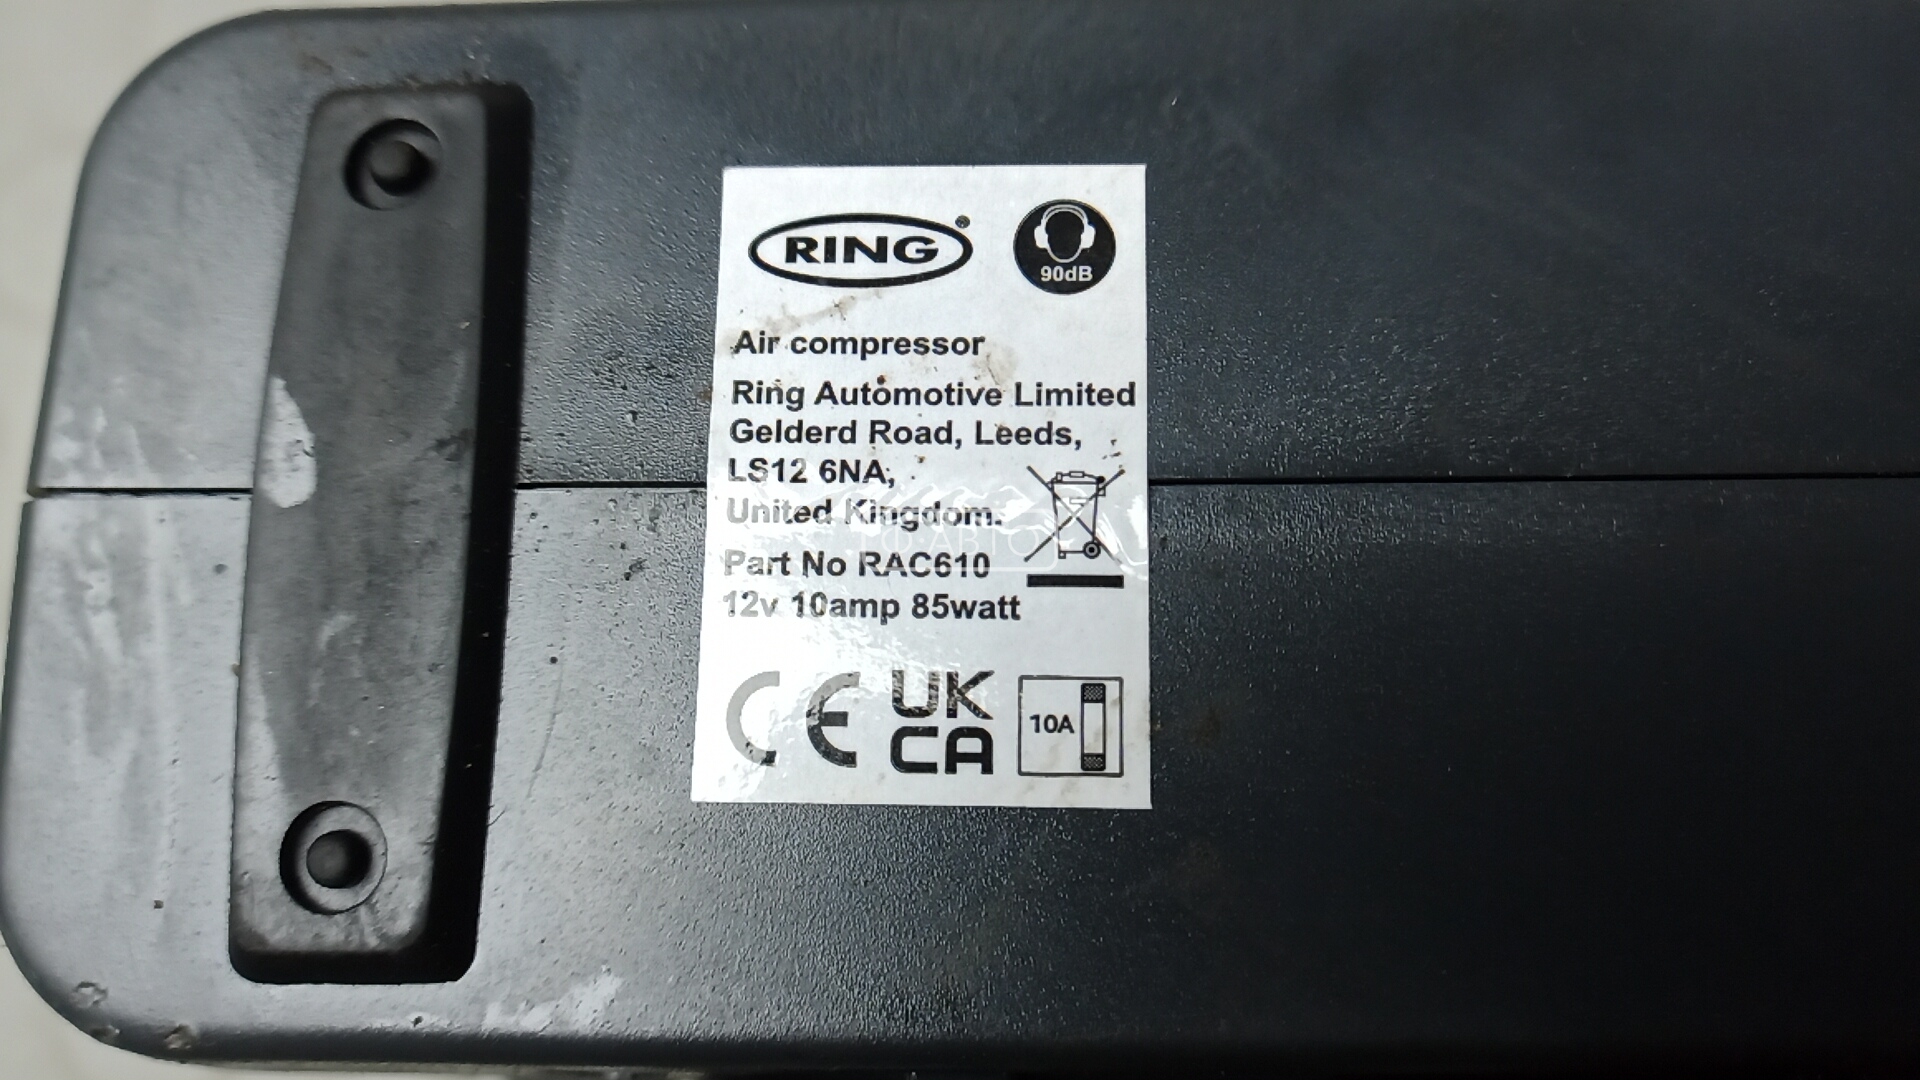 RING
90dB
Air compressor
Ring Automotive Limited
Gelderd Road, Leeds,
LS12 6NA,
United Kingdom.
Part No RAC610
12v 10amp 85watt
CE
UK
CA
10A